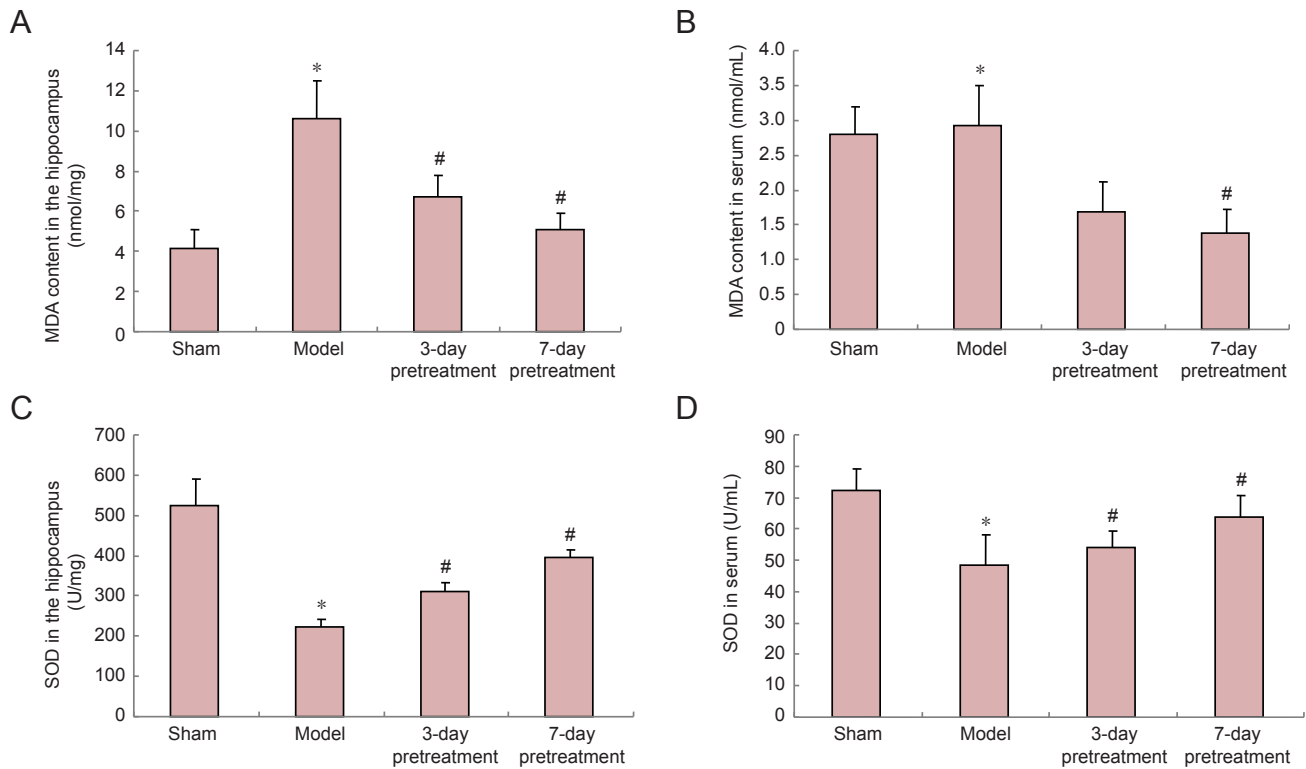 A
MDA content in the hippocampus
(nmol/mg)
14
12
10
8
6
4
2
0
*
#
#
Sham
Model
3-day
pretreatment
7-day
pretreatment
B
MDA content in serum (nmol/mL)
4.0
3.5
3.0
2.5
2.0
1.5
1.0
0.5
0
*
#
Sham
Model
3-day
pretreatment
7-day
pretreatment
C
SOD in the hippocampus
(U/mg)
700
600
500
400
300
200
100
0
*
#
#
Sham
Model
3-day
pretreatment
7-day
pretreatment
D
SOD in serum (U/mL)
90
80
70
60
50
40
30
20
10
0
*
#
#
Sham
Model
3-day
pretreatment
7-day
pretreatment